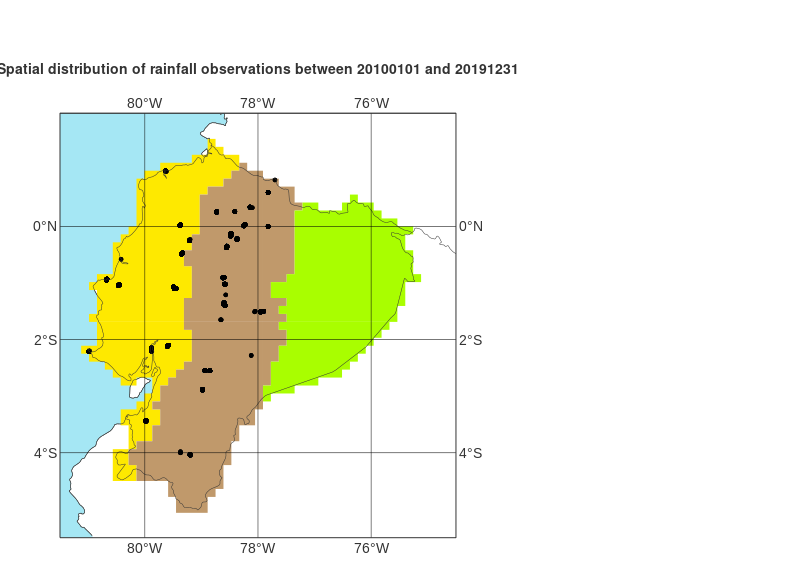 Spatial distribution of rainfall observations between 20100101 and 20191231
80°W 78°W 76°W
0°N 0°N
2°S 2°S
4°S 4°S
80°W 78°W 76°W